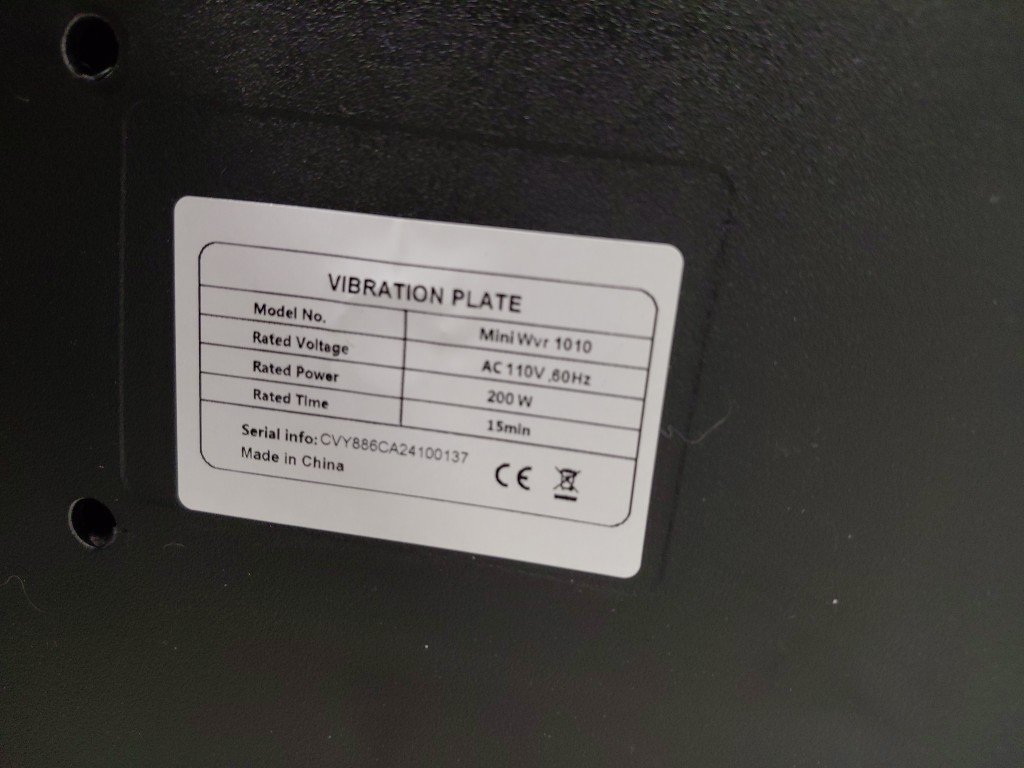 VIBRATION PLATE
Model No. Mini Wvr 1010
Rated Voltage AC 110V ,60Hz
Rated Power 200 W
Rated Time 15min
Serial info: CVY886CA24100137
Made in China
CE